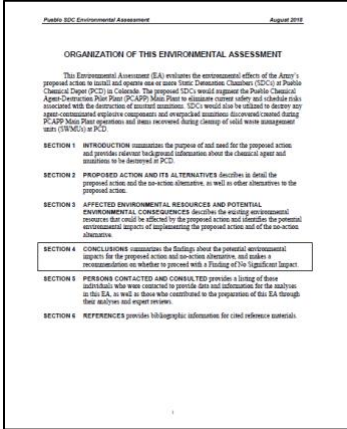 Pueblo SDC Environmental Assessment August 2018
ORGANIZATION OF THIS ENVIRONMENTAL ASSESSMENT
This Environmental Assessment (EA) evaluates the environmental effects of the Army's
proposed action to install and operate one or more Static Detonation Chambers (SDCs) at Pueblo
Chemical Depot (PCD) in Colorado. The proposed SDCs would augment the Pueblo Chemical
Agent-Destruction Pilot Plant (PCAPP) Main Plant to eliminate current safety and schedule risks
associated with the destruction of mustard munitions. SDCs would also be utilized to destroy any
agent-contaminated explosive components and overpacked munitions discovered/created during
PCAPP Main Plant operations and items recovered during cleanup of solid waste management
units (SWMUs) at PCD.
SECTION 1 INTRODUCTION summarizes the purpose of and need for the proposed action
and provides relevant background information about the chemical agent and
munitions to be destroyed at PCD.
SECTION 2 PROPOSED ACTION AND ITS ALTERNATIVES describes in detail the
proposed action and the no-action alternative, as well as other alternatives to the
proposed action.
SECTION 3 AFFECTED ENVIRONMENTAL RESOURCES AND POTENTIAL
ENVIRONMENTAL CONSEQUENCES describes the existing environmental
resources that could be affected by the proposed action and identifies the potential
environmental impacts of implementing the proposed action and of the no-action
alternative.
SECTION 4 CONCLUSIONS summarizes the findings about the potential environmental
impacts for the proposed action and no-action alternative, and makes a
recommendation on whether to proceed with a Finding of No Significant Impact.
SECTION 5 PERSONS CONTACTED AND CONSULTED provides a listing of those
individuals who were contacted to provide data and information for the analyses
in this EA, as well as those who contributed to the preparation of this EA through
their analyses and expert reviews.
SECTION 6 REFERENCES provides bibliographic information for cited reference materials.